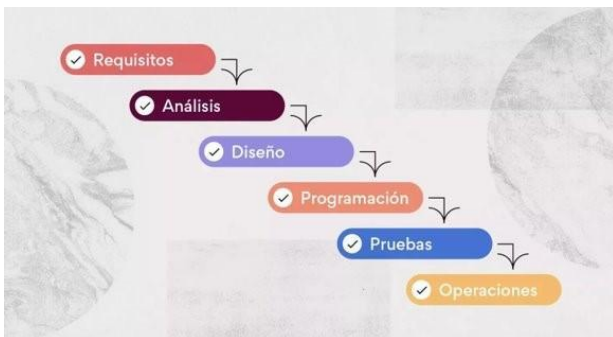 Requisitos
Análisis
Diseño
Programación
Pruebas
Operaciones